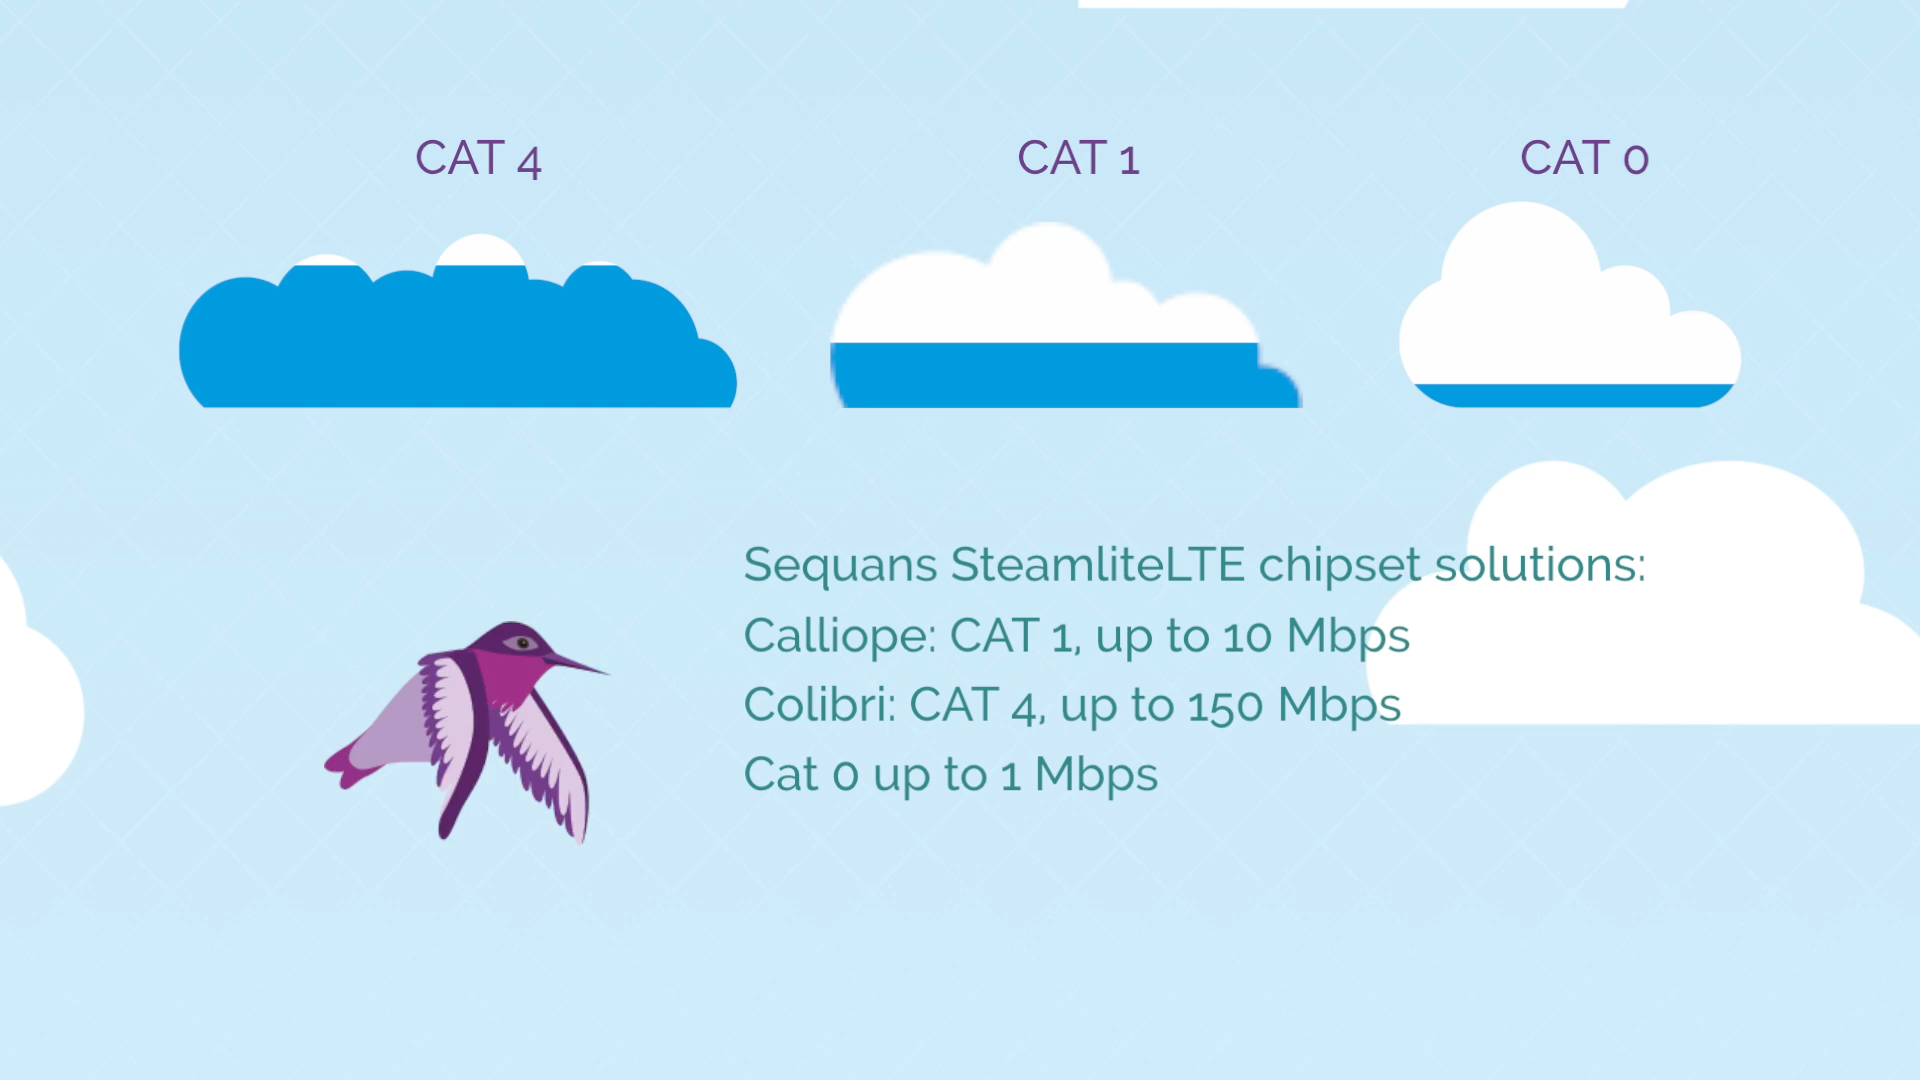 CAT 4
CAT 1
CAT 0
Sequans SteamliteLTE chipset solutions:
Calliope: CAT 1, up to 10 Mbps
Colibri: CAT 4, up to 150 Mbps
Cat 0 up to 1 Mbps